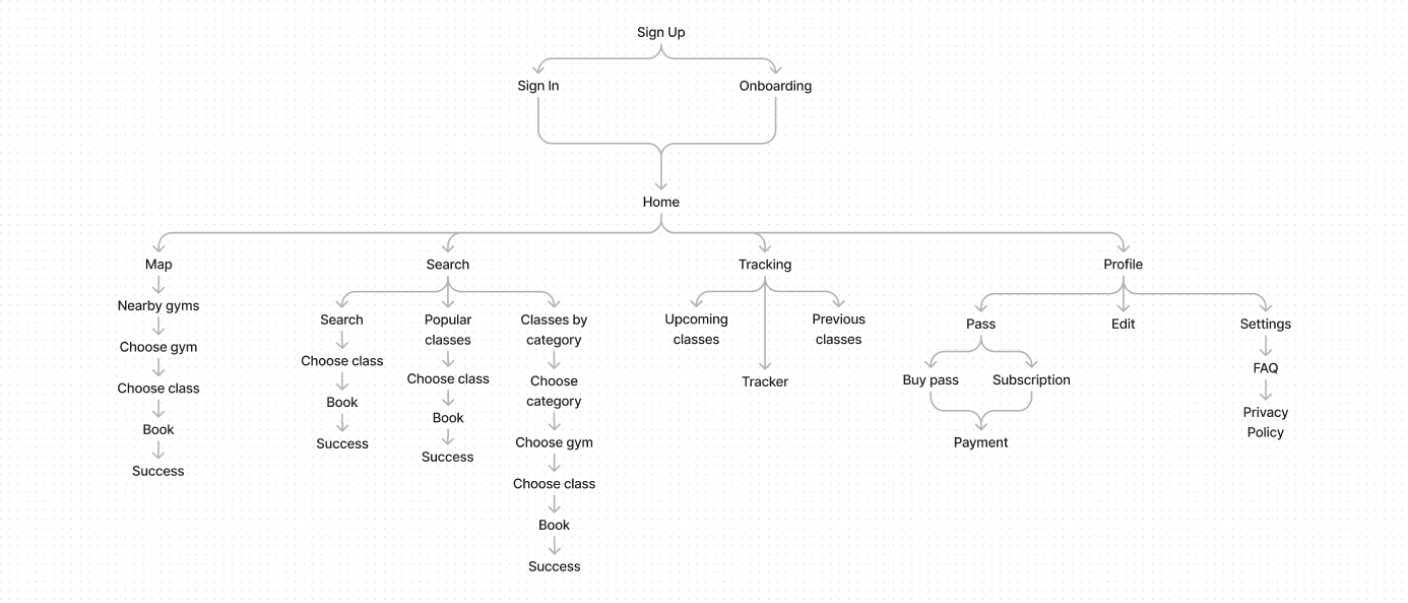 Sign Up
Sign In
Onboarding
Home
Map
Nearby gyms
Choose gym
Choose class
Book
Success
Search
Search
Choose class
Book
Success
Popular
classes
Choose class
Book
Success
Classes by
category
Choose
category
Choose gym
Choose class
Book
Success
Tracking
Upcoming
classes
Tracker
Previous
classes
Profile
Pass
Buy pass
Subscription
Payment
Edit
Settings
FAQ
Privacy
Policy